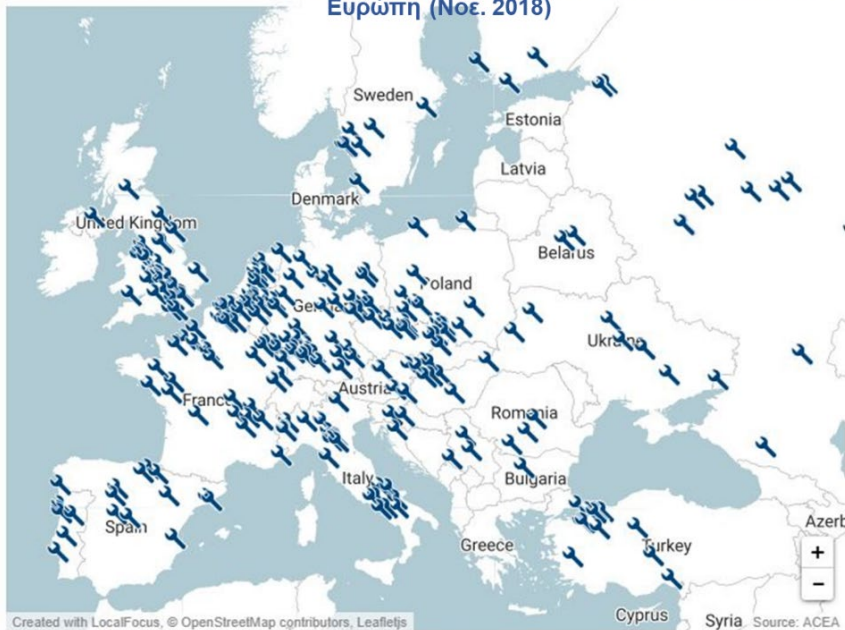 Ευρώπη (Νοε. 2018)
Sweden
Estonia
Latvia
Denmark
United Kingdom
Belarus
Poland
Germany
Ukraine
Austria
France
Romania
Italy
Bulgaria
Spain
Greece
Turkey
Azerb
+
−
Cyprus
Syria
Created with LocalFocus, © OpenStreetMap contributors, Leafletjs
Source: ACEA